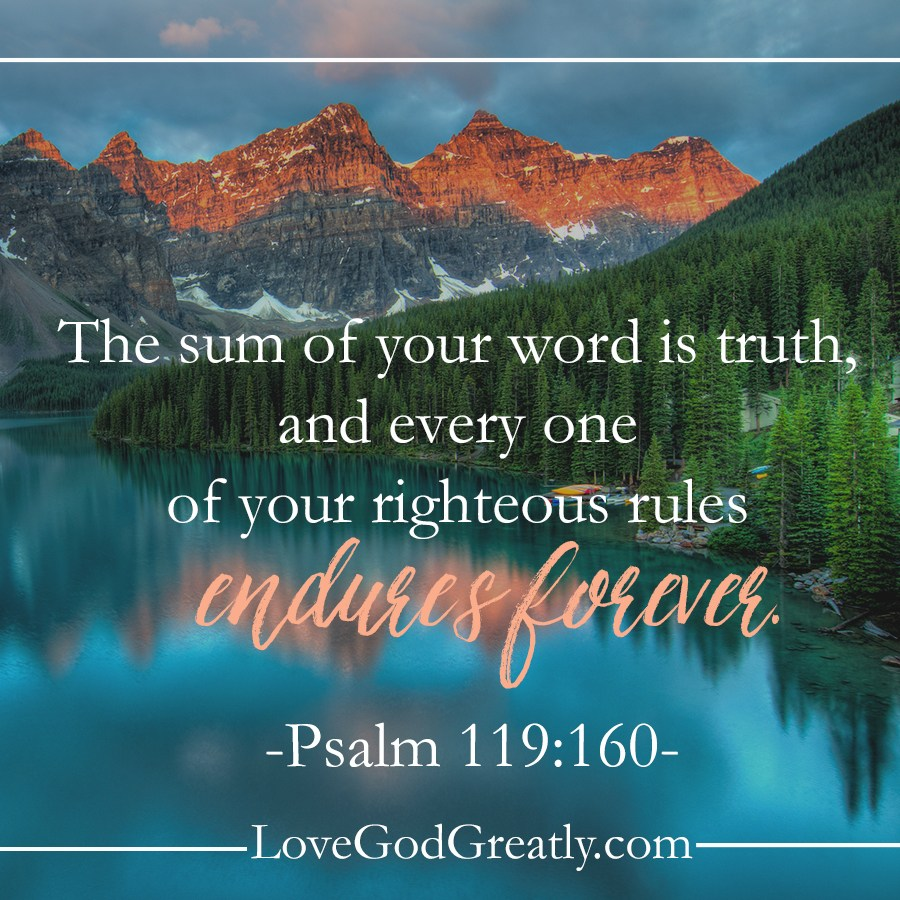 The sum of your word is truth,
and every one
of your righteous rules
endures forever.
-Psalm 119:160-
LoveGodGreatly.com